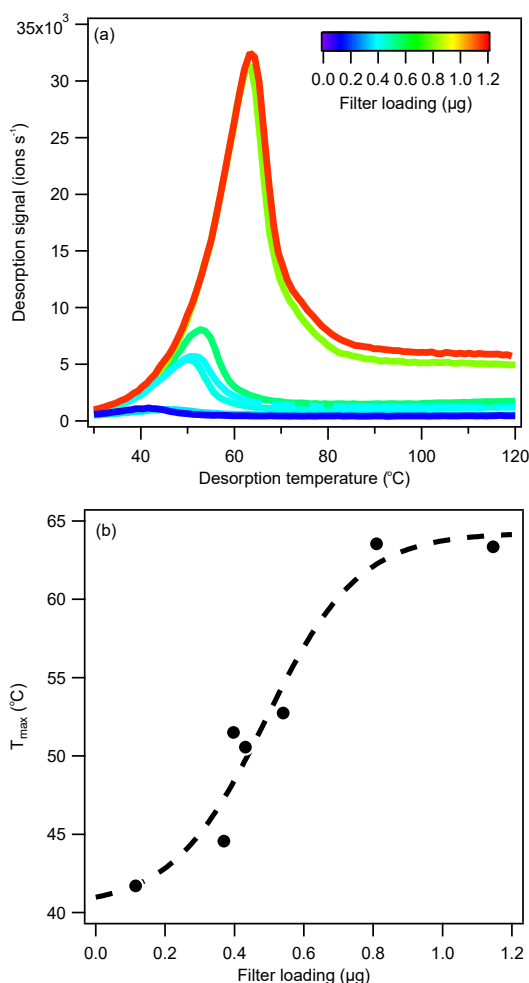 35x10³
(a)
30
25
20
15
10
5
0
Desorption signal (ions s⁻¹)
0.0 0.2 0.4 0.6 0.8 1.0 1.2
Filter loading (µg)
40 60 80 100 120
Desorption temperature (°C)
(b)
65
60
55
50
45
40
Tmax (°C)
0.0 0.2 0.4 0.6 0.8 1.0 1.2
Filter loading (µg)